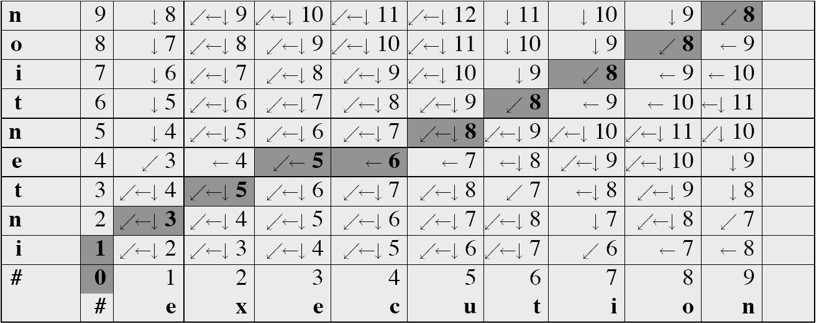 n 9 ↓ 8 ↙←↓ 9 ↙←↓ 10 ↙←↓ 11 ↙←↓ 12 ↓ 11 ↓ 10 ↓ 9 ↙ 8
o 8 ↓ 7 ↙←↓ 8 ↙←↓ 9 ↙←↓ 10 ↙←↓ 11 ↓ 10 ↓ 9 ↙ 8 ← 9
i 7 ↓ 6 ↙←↓ 7 ↙←↓ 8 ↙←↓ 9 ↙←↓ 10 ↓ 9 ↙ 8 ← 9 ← 10
t 6 ↓ 5 ↙←↓ 6 ↙←↓ 7 ↙←↓ 8 ↙←↓ 9 ↙ 8 ← 9 ← 10 ←↓ 11
n 5 ↓ 4 ↙←↓ 5 ↙←↓ 6 ↙←↓ 7 ↙←↓ 8 ↙←↓ 9 ↙←↓ 10 ↙←↓ 11 ↙↓ 10
e 4 ↙ 3 ← 4 ↙← 5 ← 6 ← 7 ←↓ 8 ↙←↓ 9 ↙←↓ 10 ↓ 9
t 3 ↙←↓ 4 ↙←↓ 5 ↙←↓ 6 ↙←↓ 7 ↙←↓ 8 ↙ 7 ←↓ 8 ↙←↓ 9 ↓ 8
n 2 ↙←↓ 3 ↙←↓ 4 ↙←↓ 5 ↙←↓ 6 ↙←↓ 7 ↙←↓ 8 ↓ 7 ↙←↓ 8 ↙ 7
i 1 ↙←↓ 2 ↙←↓ 3 ↙←↓ 4 ↙←↓ 5 ↙←↓ 6 ↙←↓ 7 ↙ 6 ← 7 ← 8
# 0 1 2 3 4 5 6 7 8 9
# e x e c u t i o n